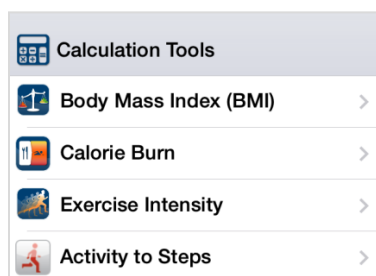 Calculation Tools
Body Mass Index (BMI)
Calorie Burn
Exercise Intensity
Activity to Steps